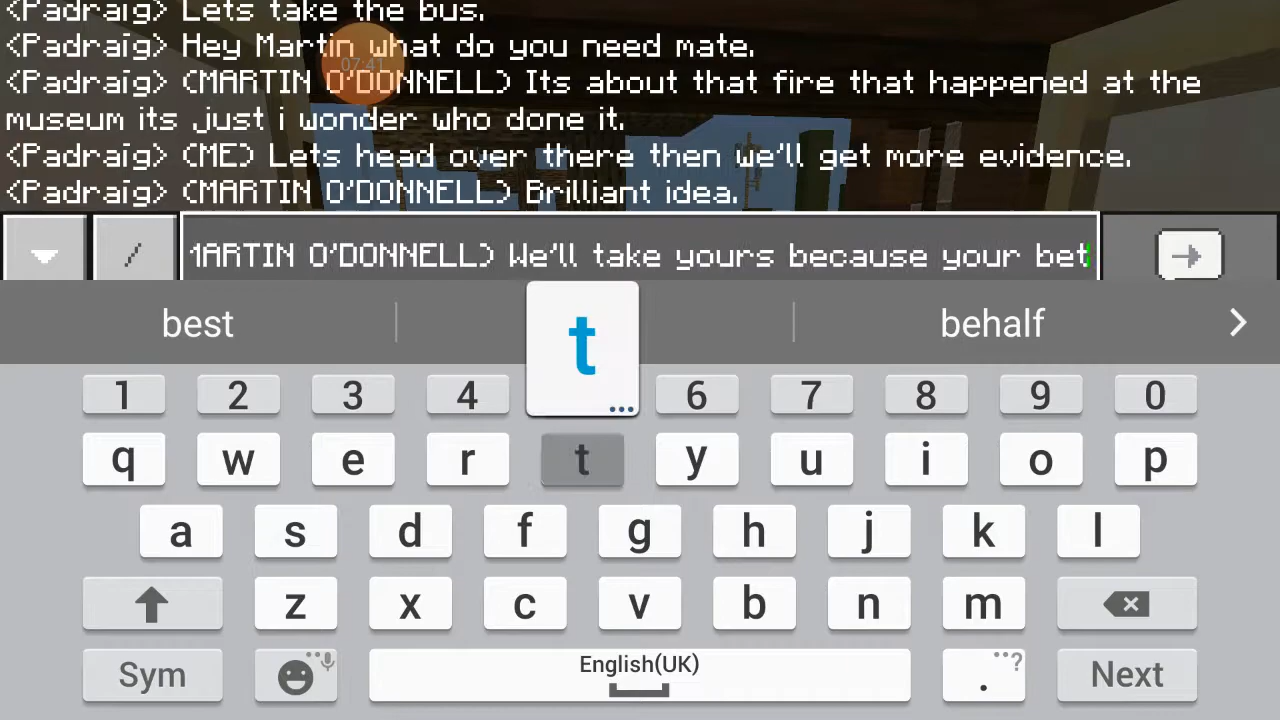 <Padraig> Lets take the bus.
<Padraig> Hey Martin what do you need mate.
07:41
<Padraig> (MARTIN O'DONNELL) Its about that fire that happened at the
museum its just i wonder who done it.
<Padraig> (ME) Lets head over there then we'll get more evidence.
<Padraig> (MARTIN O'DONNELL) Brilliant idea.
/ ARTIN O'DONNELL) We'll take yours because your bet
best behalf
t
1 2 3 4 6 7 8 9 0
q w e r t y u i o p
a s d f g h j k l
z x c v b n m
Sym English(UK) . ? Next